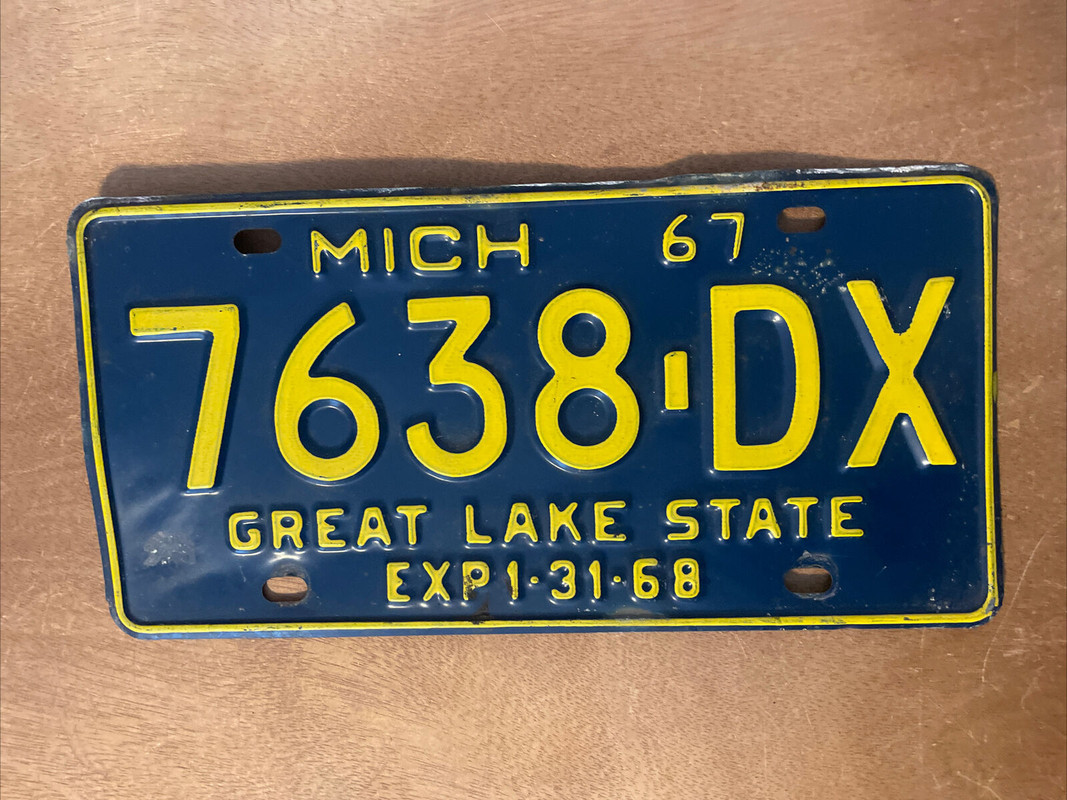 MICH 67
7638-DX
GREAT LAKE STATE
EXP 1·31·68